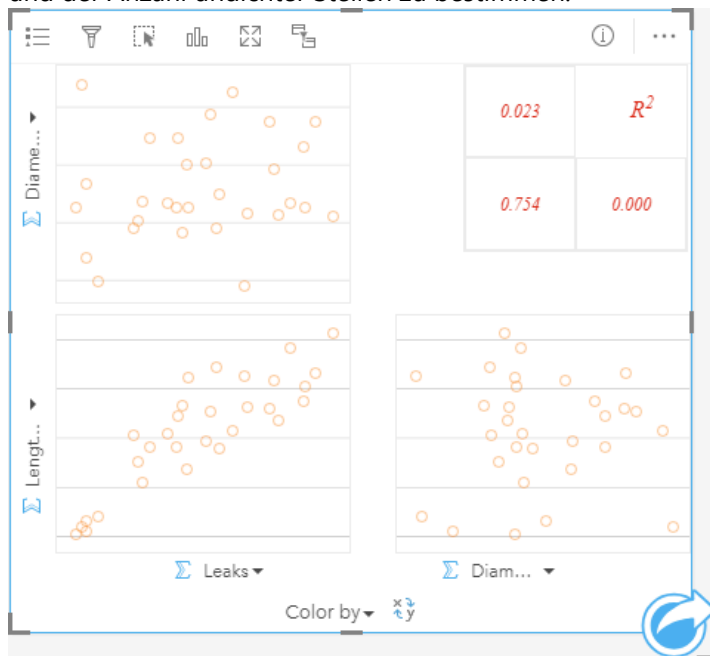 und der Anzahl undichter Stellen zu bestimmen.
Diame...
0.023 R²
0.754 0.000
Lengt...
Σ Leaks
Σ Diam...
Color by
x y